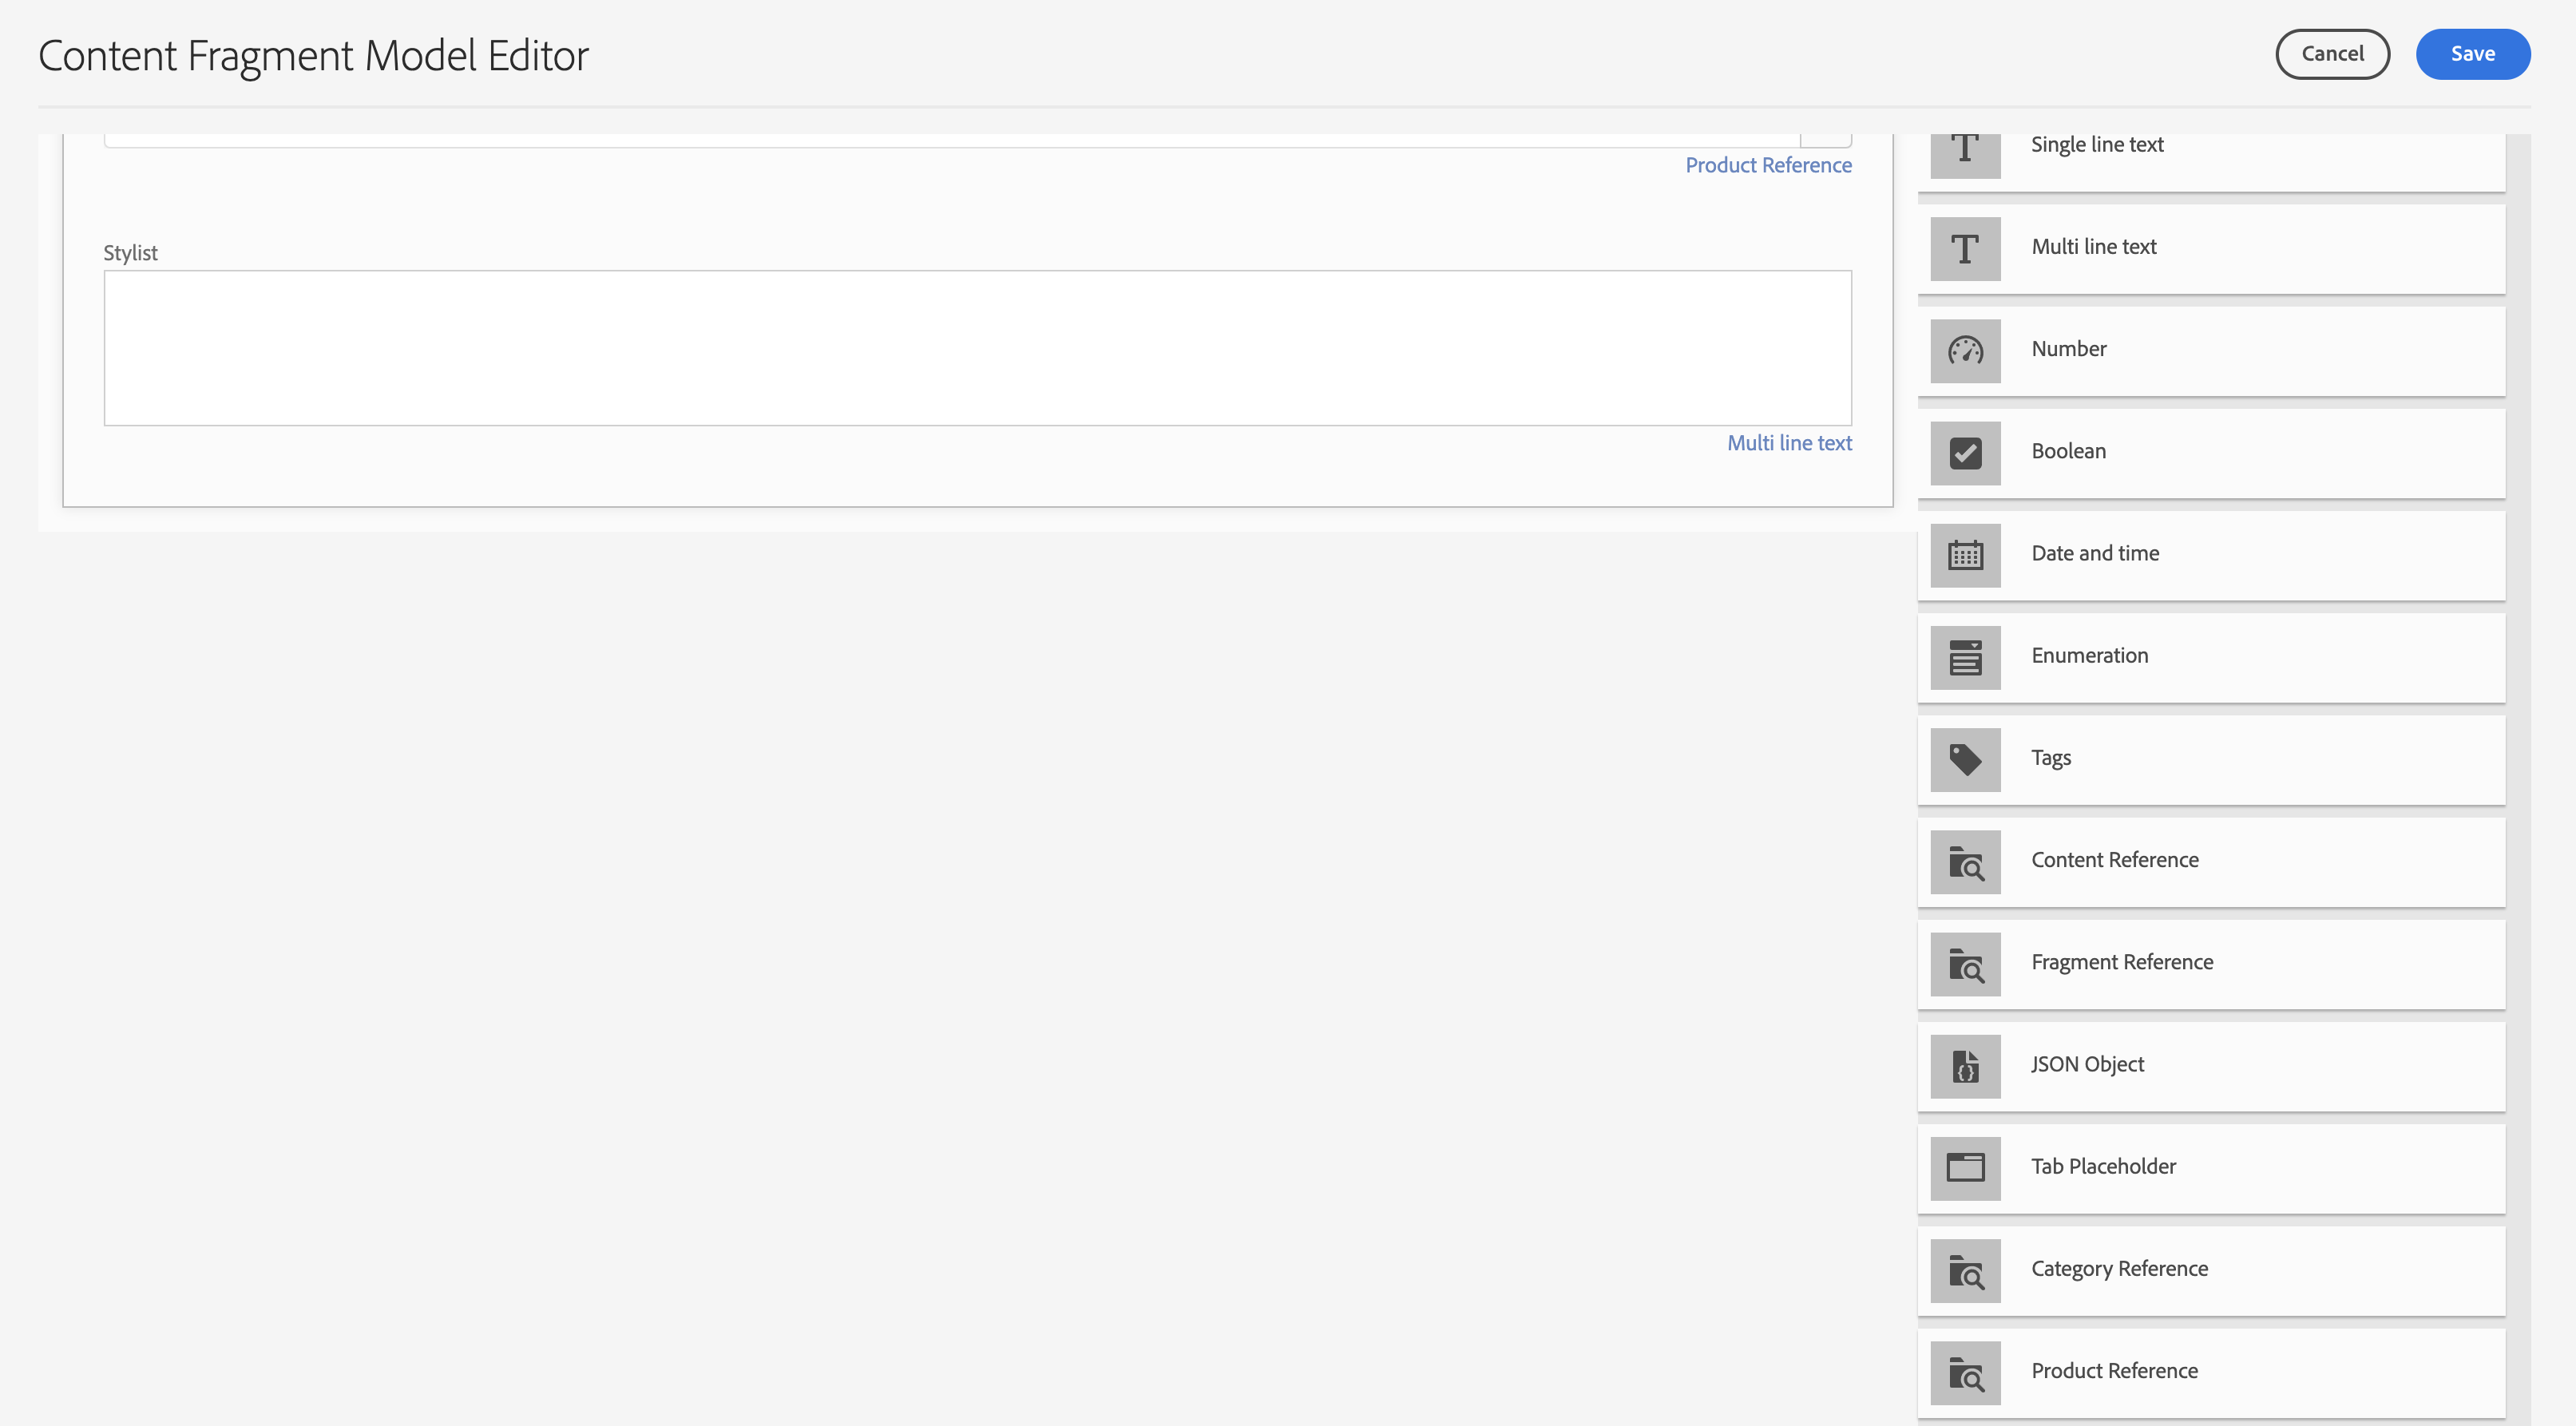 Content Fragment Model Editor
Cancel
Save
Product Reference
Stylist
Multi line text
Single line text
Multi line text
Number
Boolean
Date and time
Enumeration
Tags
Content Reference
Fragment Reference
JSON Object
Tab Placeholder
Category Reference
Product Reference